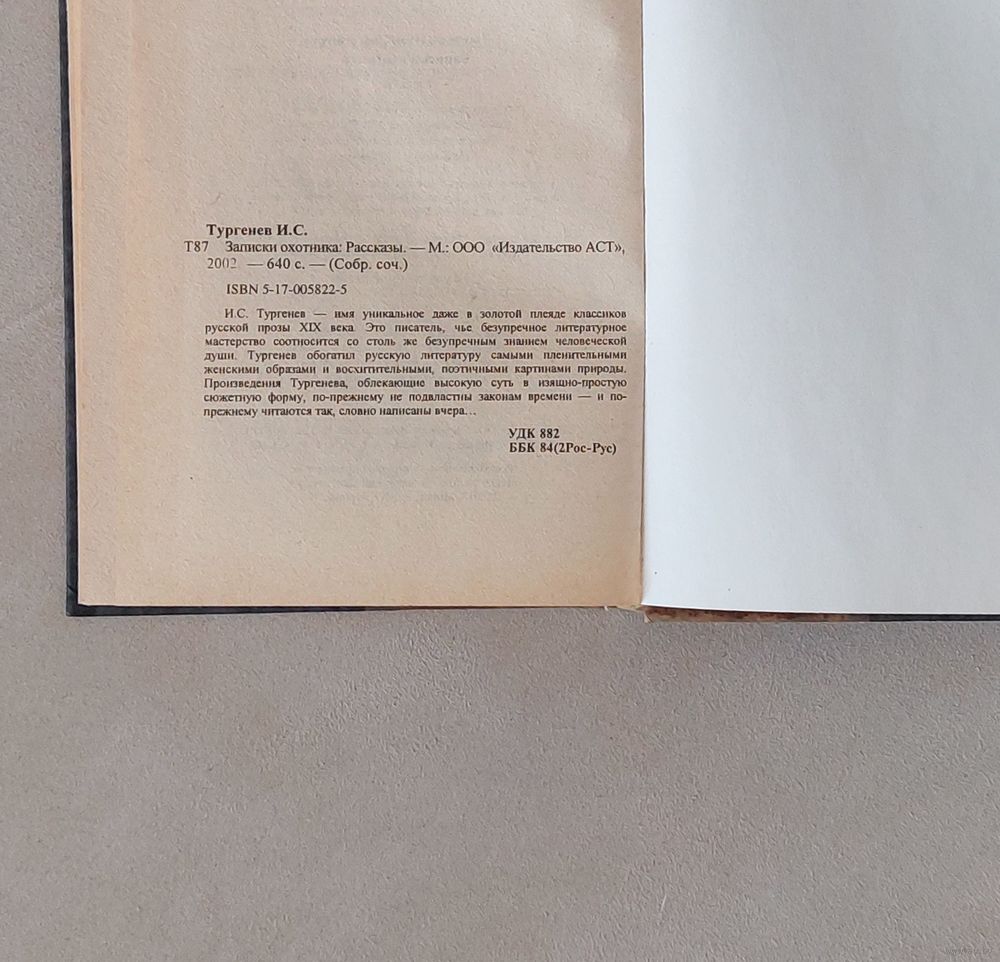 Тургенев И.С.
Т87 Записки охотника: Рассказы. — М.: ООО «Издательство АСТ»,
2002. — 640 с. — (Собр. соч.)
ISBN 5-17-005822-5
И.С. Тургенев — имя уникальное даже в золотой плеяде классиков
русской прозы XIX века. Это писатель, чье безупречное литературное
мастерство соотносится со столь же безупречным знанием человеческой
души. Тургенев обогатил русскую литературу самыми пленительными
женскими образами и восхитительными, поэтичными картинами природы.
Произведения Тургенева, облекающие высокую суть в изящно-простую
сюжетную форму, по-прежнему не подвластны законам времени — и по-
прежнему читаются так, словно написаны вчера...
УДК 882
ББК 84(2Рос-Рус)